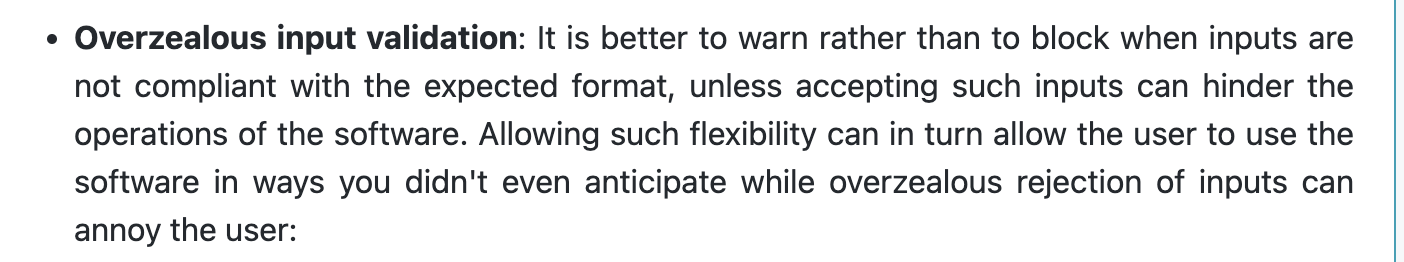 • Overzealous input validation: It is better to warn rather than to block when inputs are
not compliant with the expected format, unless accepting such inputs can hinder the
operations of the software. Allowing such flexibility can in turn allow the user to use the
software in ways you didn't even anticipate while overzealous rejection of inputs can
annoy the user: